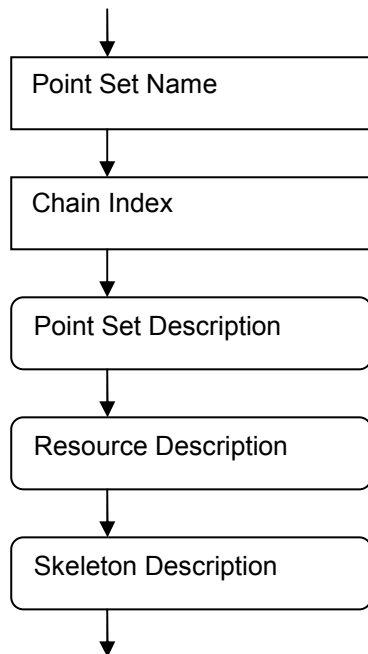 Point Set Name
Chain Index
Point Set Description
Resource Description
Skeleton Description